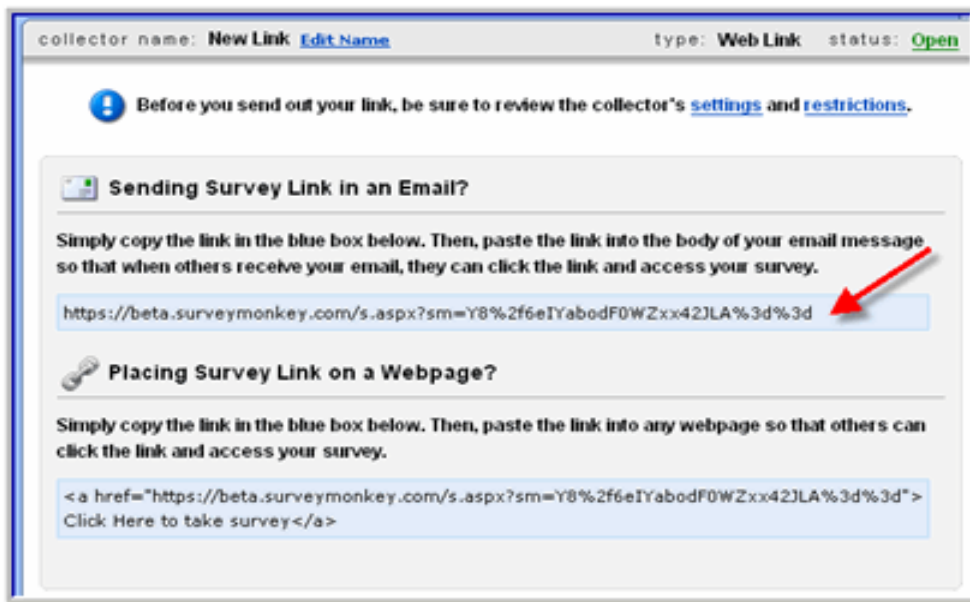 collector name: New Link Edit Name type: Web Link status: Open
Before you send out your link, be sure to review the collector's settings and restrictions.
Sending Survey Link in an Email?
Simply copy the link in the blue box below. Then, paste the link into the body of your email message
so that when others receive your email, they can click the link and access your survey.
https://beta.surveymonkey.com/s.aspx?sm=Y8%2f6eIYabodF0WZxx42JLA%3d%3d
Placing Survey Link on a Webpage?
Simply copy the link in the blue box below. Then, paste the link into any webpage so that others can
click the link and access your survey.
<a href="https://beta.surveymonkey.com/s.aspx?sm=Y8%2f6eIYabodF0WZxx42JLA%3d%3d">
Click Here to take survey</a>